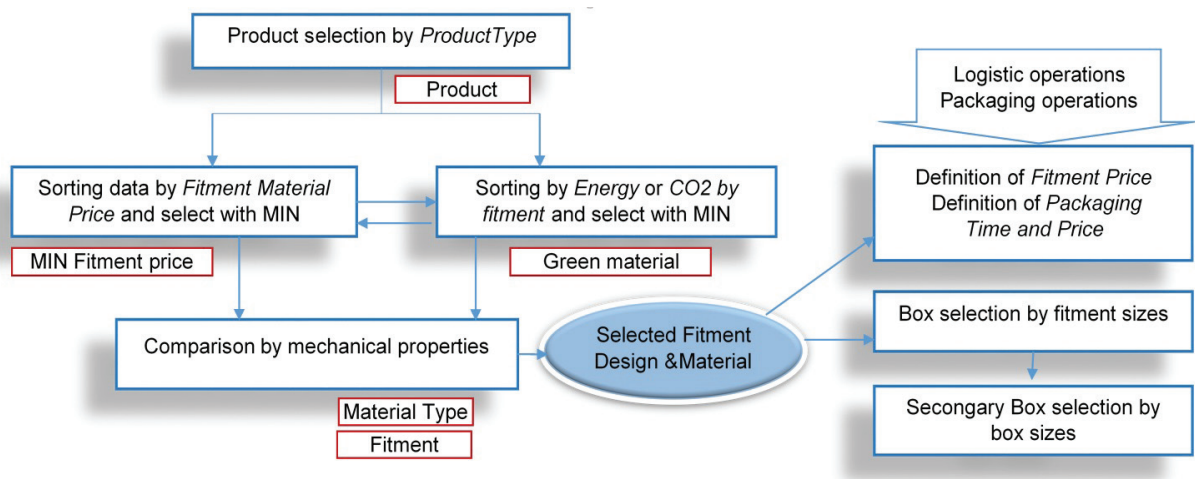 Product selection by ProductType
Product
Sorting data by Fitment Material
Price and select with MIN
MIN Fitment price
Sorting by Energy or CO2 by
fitment and select with MIN
Green material
Comparison by mechanical properties
Material Type
Fitment
Selected Fitment
Design &Material
Logistic operations
Packaging operations
Definition of Fitment Price
Definition of Packaging
Time and Price
Box selection by fitment sizes
Secongary Box selection by
box sizes